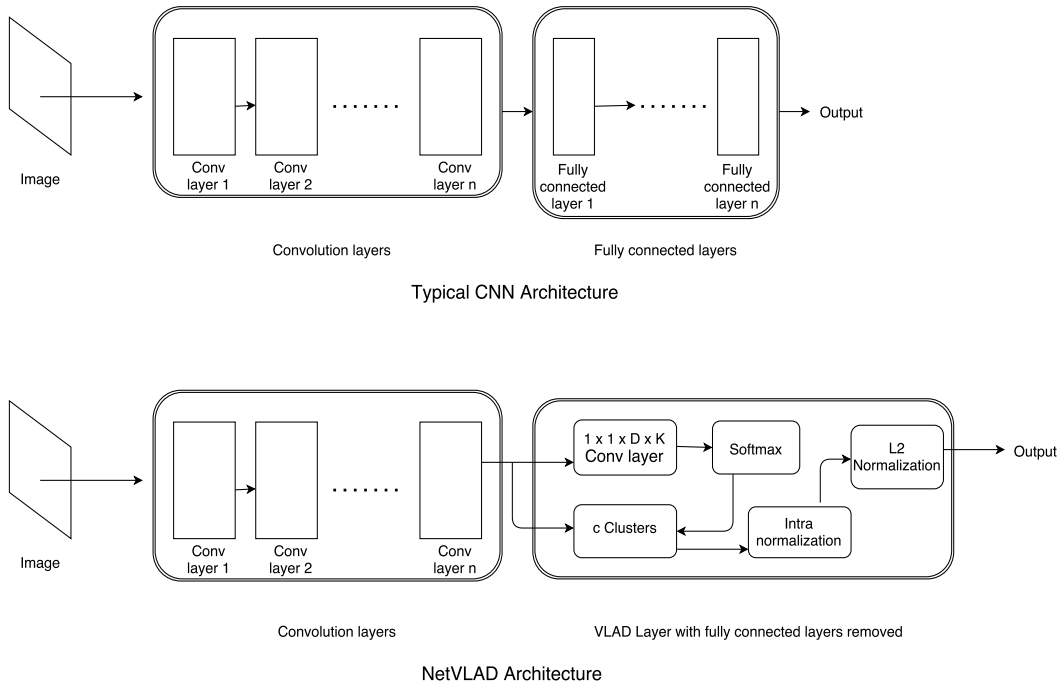 Image
Conv
layer 1
Conv
layer 2
Conv
layer n
Fully
connected
layer 1
Fully
connected
layer n
Output
Convolution layers
Fully connected layers
Typical CNN Architecture
Image
Conv
layer 1
Conv
layer 2
Conv
layer n
1 x 1 x D x K
Conv layer
Softmax
c Clusters
Intra
normalization
L2
Normalization
Output
Convolution layers
VLAD Layer with fully connected layers removed
NetVLAD Architecture